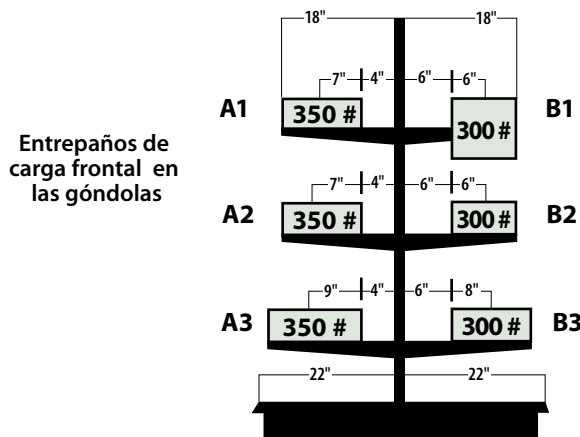 18" 18"
7" 4" 6" 6"
A1 350 # 300 # B1
Entrepaños de
carga frontal en
las góndolas
7" 4" 6" 6"
A2 350 # 300 # B2
9" 4" 6" 8"
A3 350 # 300 # B3
22" 22"